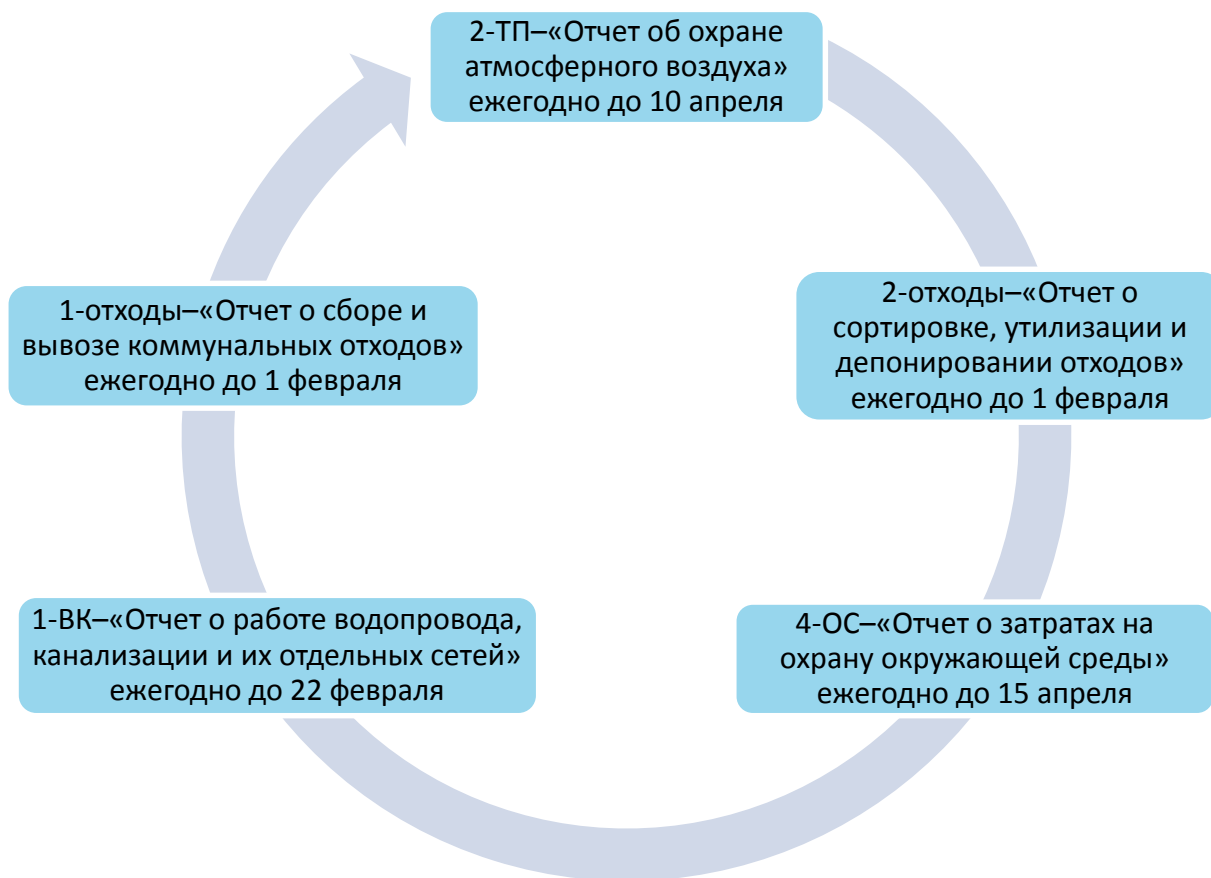 2-ТП–«Отчет об охране
атмосферного воздуха»
ежегодно до 10 апреля
2-отходы–«Отчет о
сортировке, утилизации и
депонировании отходов»
ежегодно до 1 февраля
4-ОС–«Отчет о затратах на
охрану окружающей среды»
ежегодно до 15 апреля
1-ВК–«Отчет о работе водопровода,
канализации и их отдельных сетей»
ежегодно до 22 февраля
1-отходы–«Отчет о сборе и
вывозе коммунальных отходов»
ежегодно до 1 февраля